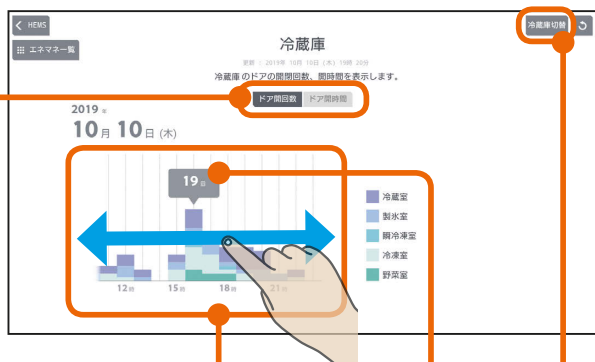 HEMS
冷蔵庫切替
エネマネ一覧
冷蔵庫
更新 : 2019年 10月 10日 (木) 19時 20分
冷蔵庫のドアの開閉回数、開時間を表示します。
ドア開回数 ドア開時間
2019年
10月 10日 (木)
19回
冷蔵室
製氷室
瞬冷凍室
冷凍室
野菜室
12時 15時 18時 21時